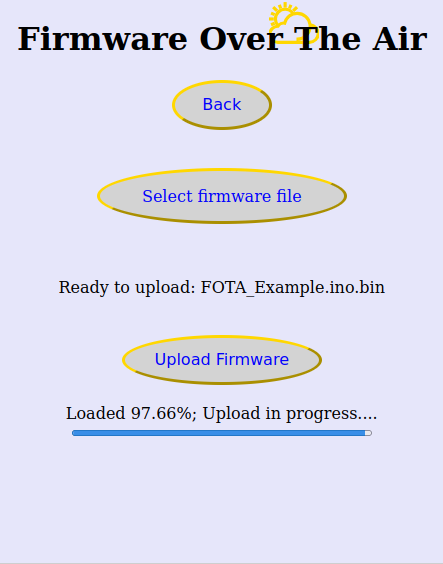 Firmware Over The Air
Back
Select firmware file
Ready to upload: FOTA_Example.ino.bin
Upload Firmware
Loaded 97.66%; Upload in progress....